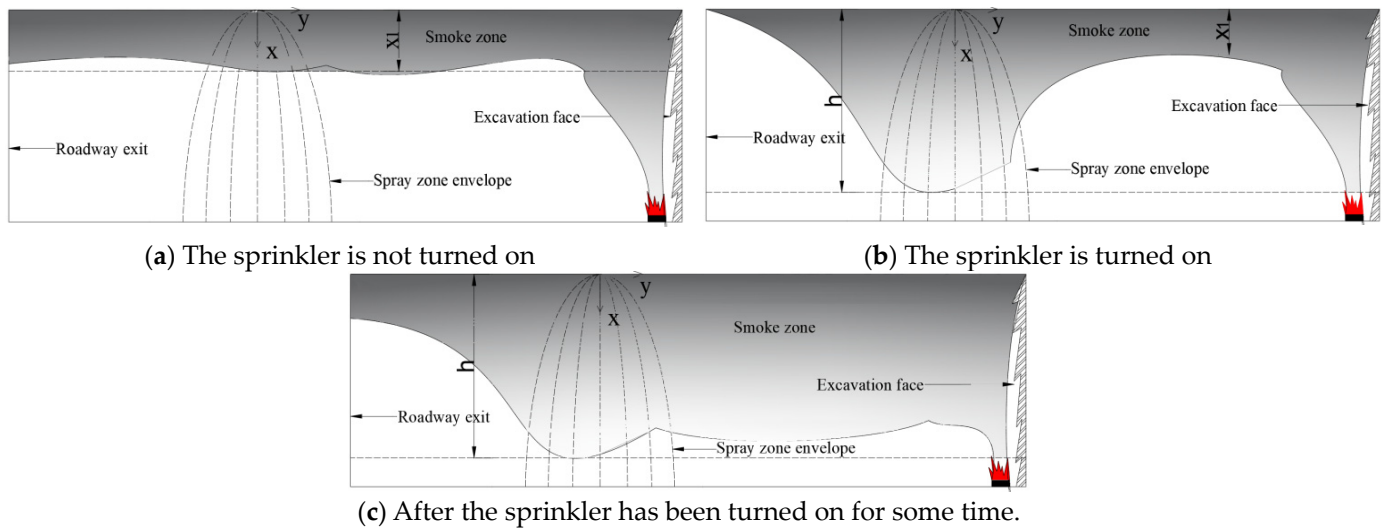 y
x
x1
Smoke zone
Excavation face
Roadway exit
Spray zone envelope
(a) The sprinkler is not turned on
y
x
x1
h
Smoke zone
Excavation face
Roadway exit
Spray zone envelope
(b) The sprinkler is turned on
y
x
h
Smoke zone
Excavation face
Roadway exit
Spray zone envelope
(c) After the sprinkler has been turned on for some time.